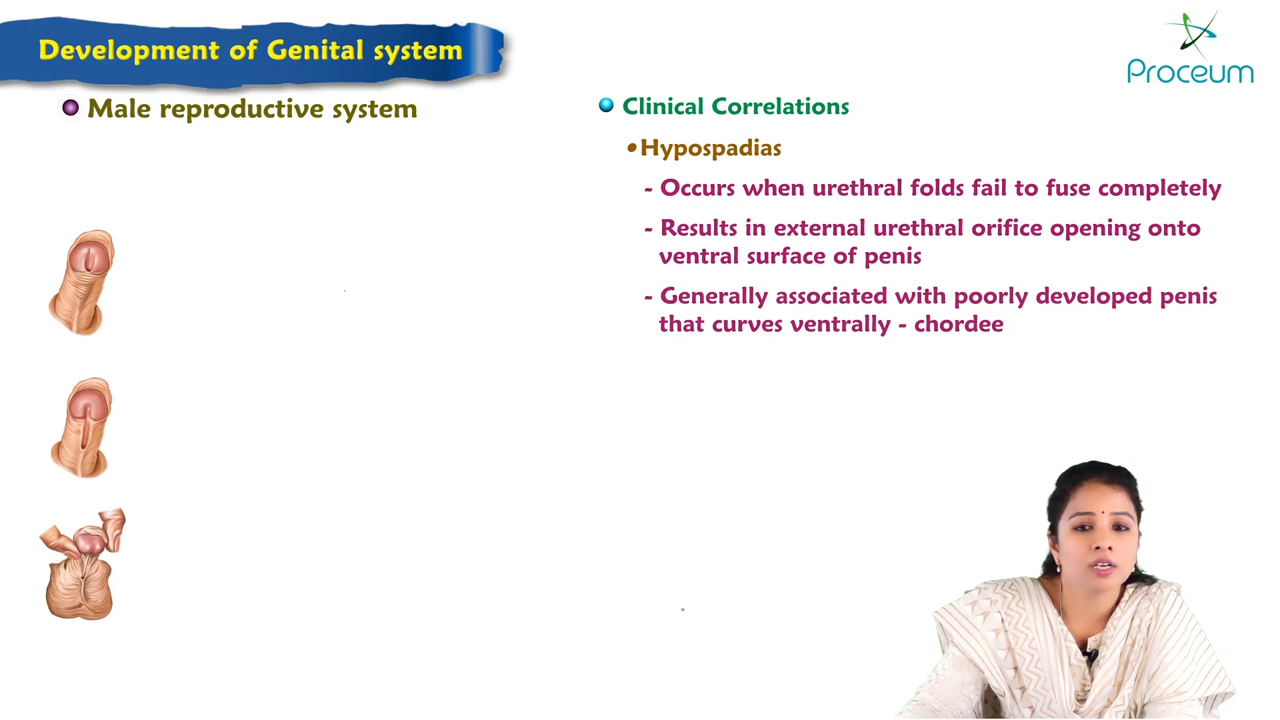 Development of Genital system
Proceum
Male reproductive system
Clinical Correlations
•Hypospadias
- Occurs when urethral folds fail to fuse completely
- Results in external urethral orifice opening onto
ventral surface of penis
- Generally associated with poorly developed penis
that curves ventrally - chordee